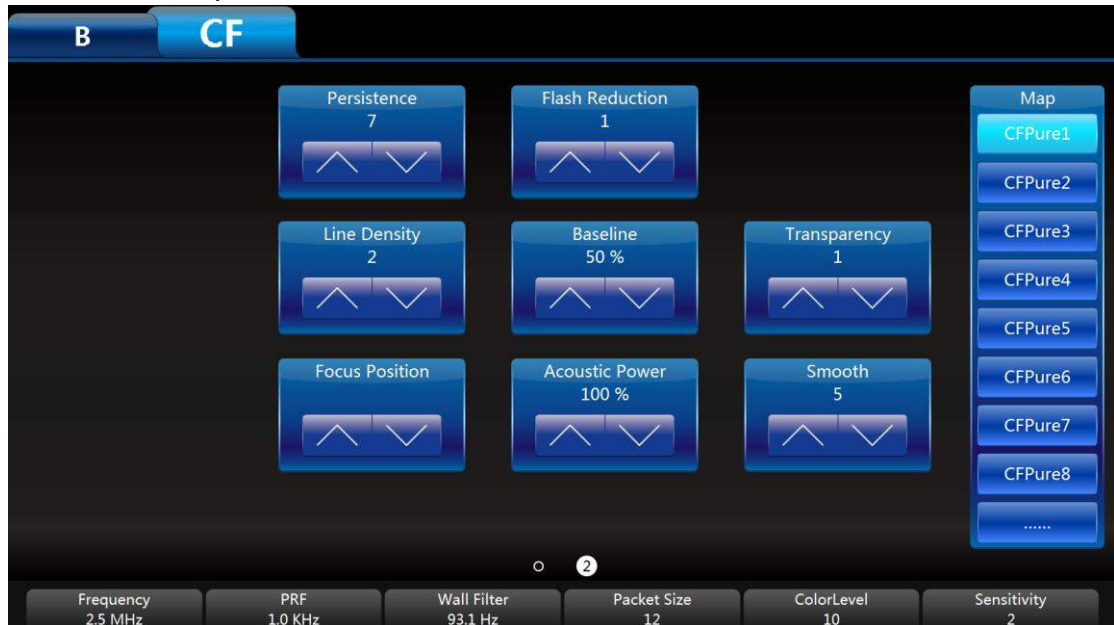 B
CF
Persistence
7
Flash Reduction
1
Line Density
2
Baseline
50 %
Transparency
1
Focus Position
Acoustic Power
100 %
Smooth
5
Map
CFPure1
CFPure2
CFPure3
CFPure4
CFPure5
CFPure6
CFPure7
CFPure8
......
2
Frequency
2.5 MHz
PRF
1.0 KHz
Wall Filter
93.1 Hz
Packet Size
12
ColorLevel
10
Sensitivity
2